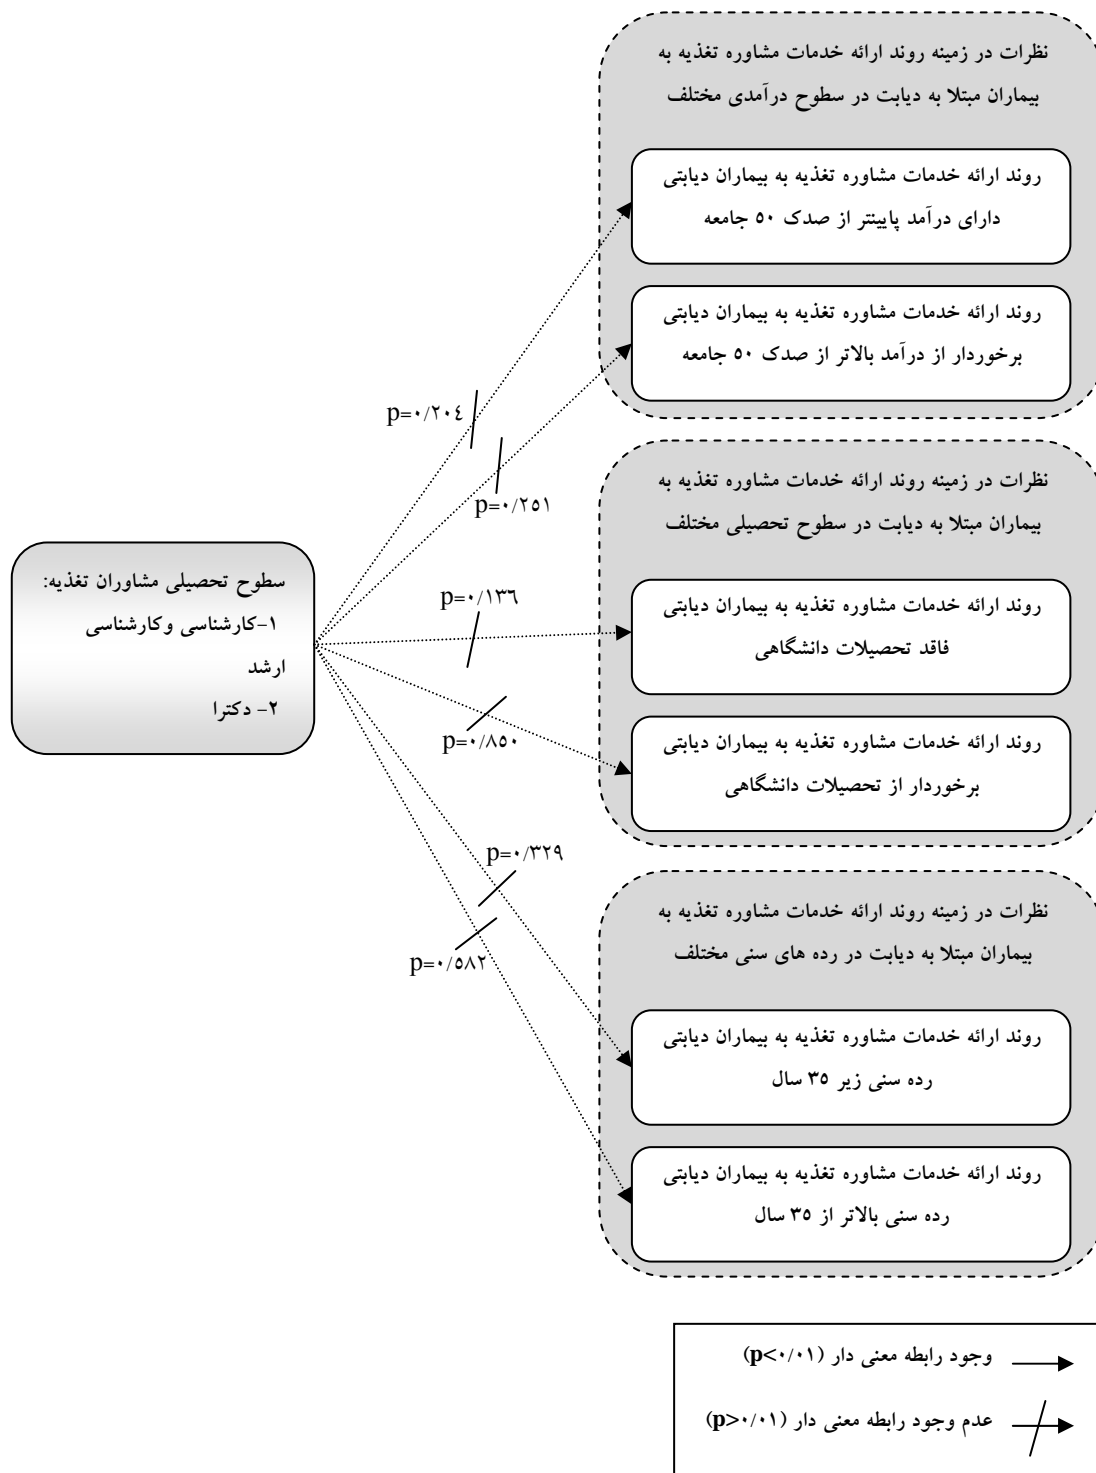 نظرات در زمینه روند ارائه خدمات مشاوره تغذیه به
بیماران مبتلا به دیابت در سطوح درآمدی مختلف
روند ارائه خدمات مشاوره تغذیه به بیماران دیابتی
دارای درآمد پایینتر از صدک ۵۰ جامعه
روند ارائه خدمات مشاوره تغذیه به بیماران دیابتی
برخوردار از درآمد بالاتر از صدک ۵۰ جامعه
p=۰/۲۰٤
p=۰/۲۵۱
نظرات در زمینه روند ارائه خدمات مشاوره تغذیه به
بیماران مبتلا به دیابت در سطوح تحصیلی مختلف
روند ارائه خدمات مشاوره تغذیه به بیماران دیابتی
فاقد تحصیلات دانشگاهی
روند ارائه خدمات مشاوره تغذیه به بیماران دیابتی
برخوردار از تحصیلات دانشگاهی
p=۰/۱۳٦
p=۰/۸۵۰
سطوح تحصیلی مشاوران تغذیه:
۱-کارشناسی وکارشناسی
ارشد
۲- دکترا
p=۰/۳۲۹
p=۰/۵۸۲
نظرات در زمینه روند ارائه خدمات مشاوره تغذیه به
بیماران مبتلا به دیابت در رده های سنی مختلف
روند ارائه خدمات مشاوره تغذیه به بیماران دیابتی
رده سنی زیر ۳۵ سال
روند ارائه خدمات مشاوره تغذیه به بیماران دیابتی
رده سنی بالاتر از ۳۵ سال
وجود رابطه معنی دار (p<۰/۰۱)
عدم وجود رابطه معنی دار (p>۰/۰۱)